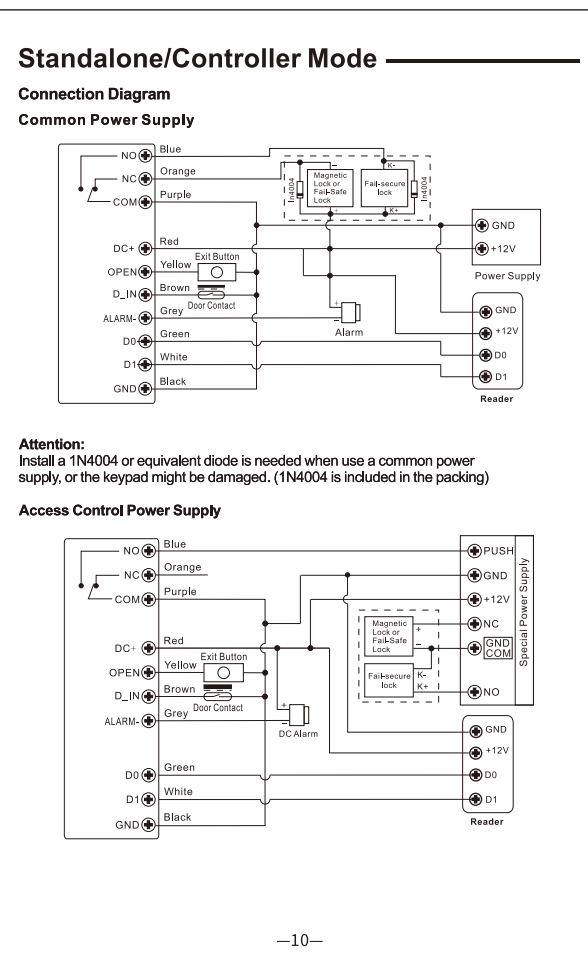 Standalone/Controller Mode
Connection Diagram
Common Power Supply
NO Blue
NC Orange
COM Purple
DC+ Red
OPEN Yellow
Exit Button
D_IN Brown
Door Contact
ALARM- Grey
D0 Green
D1 White
GND Black
In4004
−
Magnetic
Lock or
Fail-Safe
Lock
+
K-
Fail-secure
lock
K+
In4004
+
−
Alarm
GND
+12V
Power Supply
GND
+12V
D0
D1
Reader
Attention:
Install a 1N4004 or equivalent diode is needed when use a common power
supply, or the keypad might be damaged. (1N4004 is included in the packing)
Access Control Power Supply
NO Blue
NC Orange
COM Purple
DC+ Red
OPEN Yellow
Exit Button
D_IN Brown
Door Contact
ALARM- Grey
D0 Green
D1 White
GND Black
+
−
DC Alarm
Magnetic
Lock or
Fail-Safe
Lock
+
−
Fail-secure
lock
K-
K+
PUSH
GND
+12V
NC
GND
COM
NO
Special Power Supply
GND
+12V
D0
D1
Reader
—10—